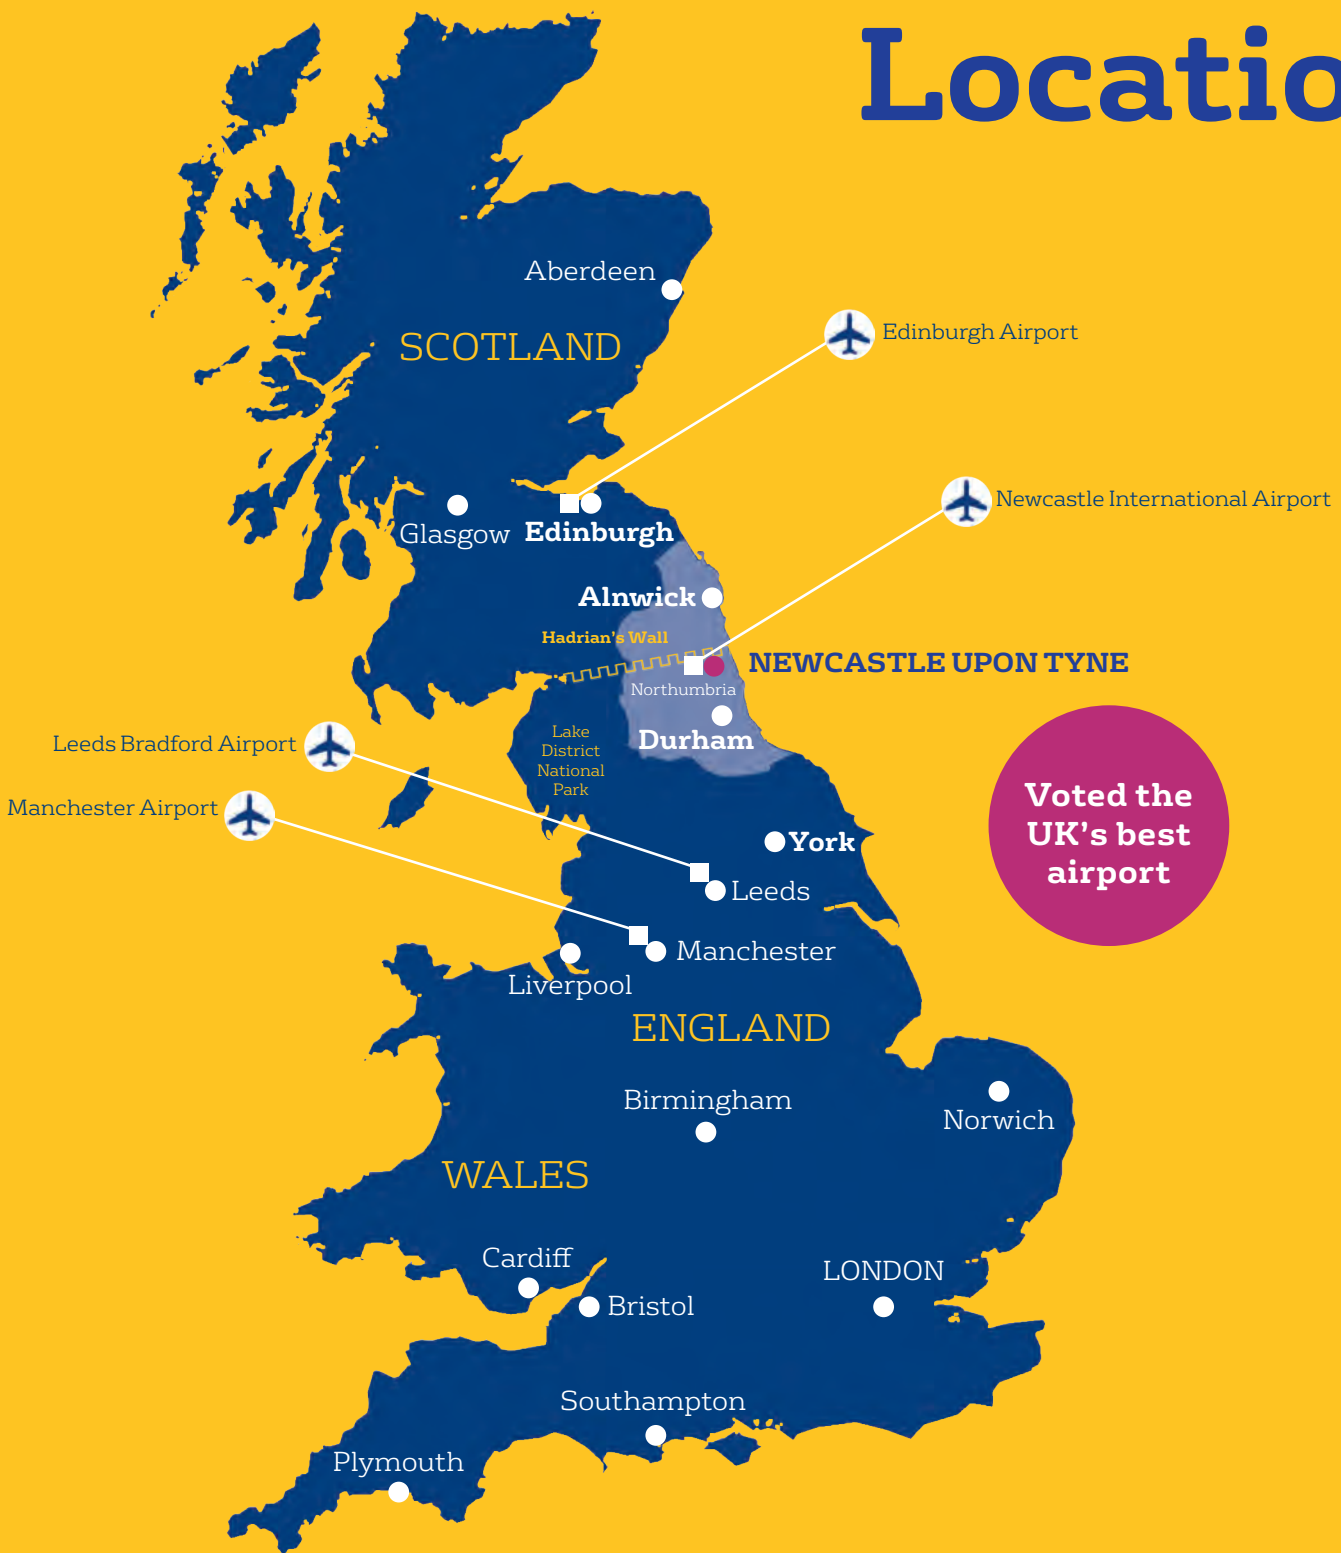 Locatio
Aberdeen
SCOTLAND
Edinburgh Airport
Newcastle International Airport
Glasgow
Edinburgh
Alnwick
Hadrian's Wall
NEWCASTLE UPON TYNE
Northumbria
Durham
Lake
District
National
Park
Leeds Bradford Airport
Manchester Airport
Voted the
UK's best
airport
York
Leeds
Manchester
Liverpool
ENGLAND
Birmingham
Norwich
WALES
Cardiff
LONDON
Bristol
Southampton
Plymouth